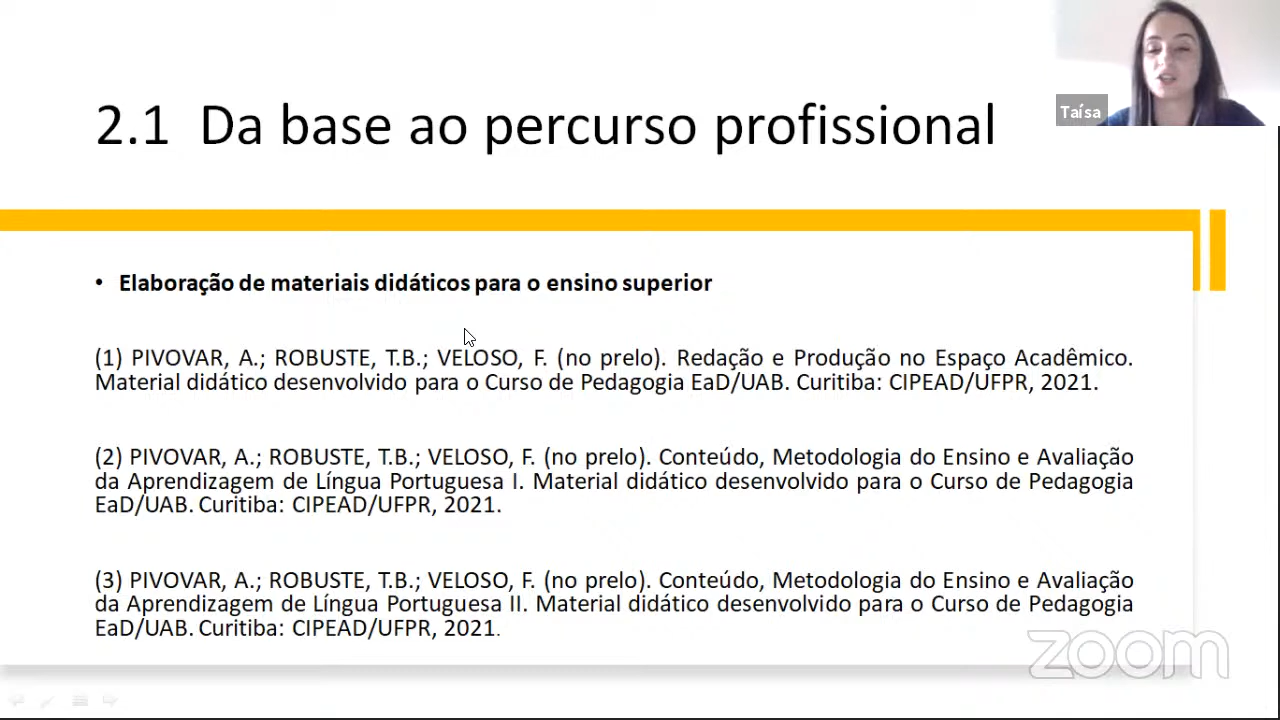 2.1 Da base ao percurso profissional
Taísa
• Elaboração de materiais didáticos para o ensino superior
(1) PIVOVAR, A.; ROBUSTE, T.B.; VELOSO, F. (no prelo). Redação e Produção no Espaço Acadêmico.
Material didático desenvolvido para o Curso de Pedagogia EaD/UAB. Curitiba: CIPEAD/UFPR, 2021.
(2) PIVOVAR, A.; ROBUSTE, T.B.; VELOSO, F. (no prelo). Conteúdo, Metodologia do Ensino e Avaliação
da Aprendizagem de Língua Portuguesa I. Material didático desenvolvido para o Curso de Pedagogia
EaD/UAB. Curitiba: CIPEAD/UFPR, 2021.
(3) PIVOVAR, A.; ROBUSTE, T.B.; VELOSO, F. (no prelo). Conteúdo, Metodologia do Ensino e Avaliação
da Aprendizagem de Língua Portuguesa II. Material didático desenvolvido para o Curso de Pedagogia
EaD/UAB. Curitiba: CIPEAD/UFPR, 2021.
zoom